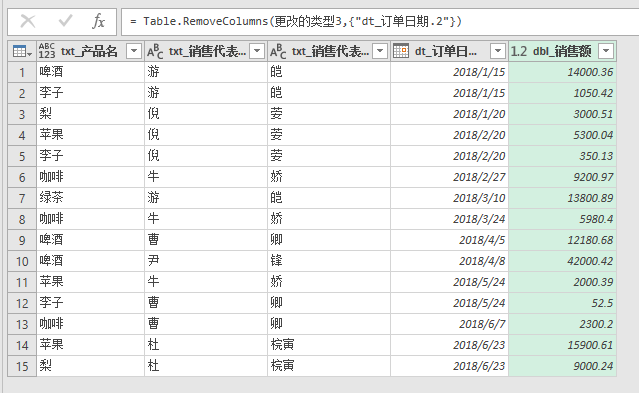 = Table.RemoveColumns(更改的类型3,{"dt_订单日期.2"})
ABC 123 txt_产品名 ABC txt_销售代表... ABC txt_销售代表... dt_订单日... 1.2 dbl_销售额
1 啤酒 游 皑 2018/1/15 14000.36
2 李子 游 皑 2018/1/15 1050.42
3 梨 倪 荌 2018/1/20 3000.51
4 苹果 倪 荌 2018/2/20 5300.04
5 李子 倪 荌 2018/2/20 350.13
6 咖啡 牛 娇 2018/2/27 9200.97
7 绿茶 游 皑 2018/3/10 13800.89
8 咖啡 牛 娇 2018/3/24 5980.4
9 啤酒 曹 卿 2018/4/5 12180.68
10 啤酒 尹 锋 2018/4/8 42000.42
11 苹果 牛 娇 2018/5/24 2000.39
12 李子 曹 卿 2018/5/24 52.5
13 咖啡 曹 卿 2018/6/7 2300.2
14 苹果 杜 梡寅 2018/6/23 15900.61
15 梨 杜 梡寅 2018/6/23 9000.24